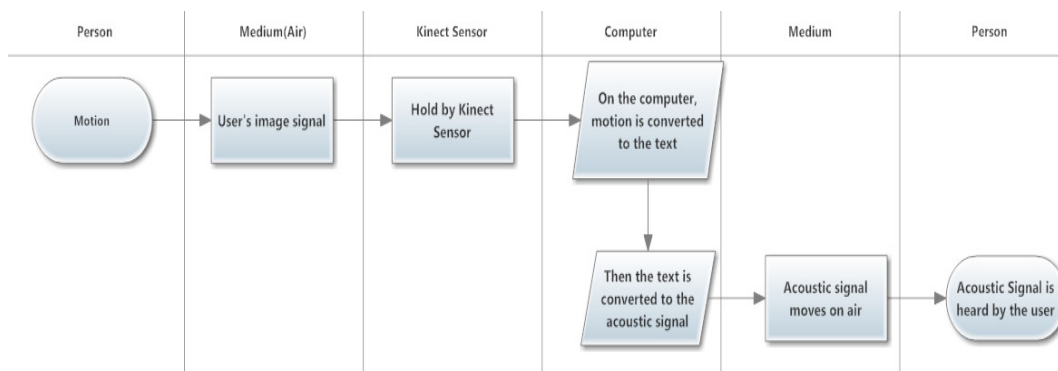 Person
Medium(Air)
Kinect Sensor
Computer
Medium
Person
Motion
User's image signal
Hold by Kinect
Sensor
On the computer,
motion is converted
to the text
Then the text is
converted to the
acoustic signal
Acoustic signal
moves on air
Acoustic Signal is
heard by the user